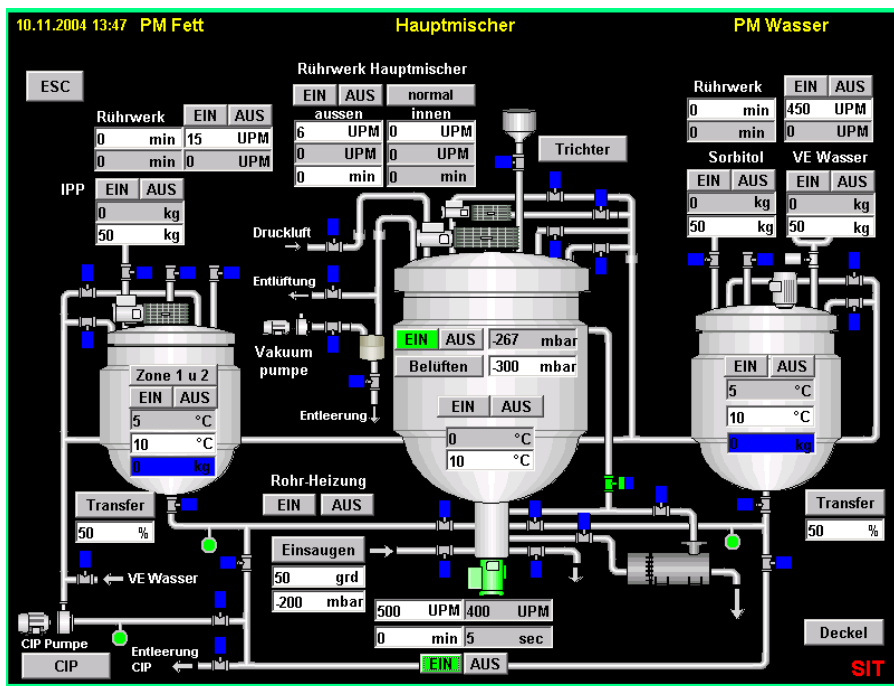 10.11.2004 13:47 PM Fett Hauptmischer PM Wasser
ESC
Rührwerk EIN AUS
0 min 15 UPM
0 min 0 UPM
IPP EIN AUS
0 kg
50 kg
Rührwerk Hauptmischer
EIN AUS normal
aussen innen
6 UPM 0 UPM
0 UPM 0 UPM
0 min 0 min
Trichter
Rührwerk EIN AUS
0 min 450 UPM
0 min 0 UPM
Sorbitol VE Wasser
EIN AUS EIN AUS
0 kg 0 kg
50 kg 50 kg
Druckluft
Entlüftung
Vakuum
pumpe
Entleerung
EIN AUS -267 mbar
Belüften -300 mbar
EIN AUS
0 °C
10 °C
Zone 1 u 2
EIN AUS
5 °C
10 °C
0 kg
EIN AUS
5 °C
10 °C
0 kg
Rohr-Heizung
EIN AUS
Transfer
50 %
Transfer
50 %
Einsaugen
50 grd
-200 mbar
VE Wasser
500 UPM 400 UPM
0 min 5 sec
EIN AUS
CIP Pumpe
CIP
Entleerung
CIP
Deckel
SIT